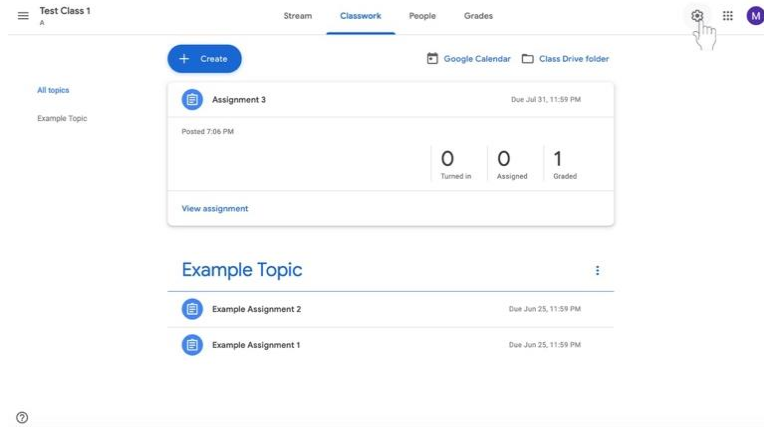 Test Class 1
A
Stream Classwork People Grades
M
+ Create
Google Calendar Class Drive folder
All topics
Example Topic
Assignment 3 Due Jul 31, 11:59 PM
Posted 7:06 PM
0 0 1
Turned in Assigned Graded
View assignment
Example Topic
Example Assignment 2 Due Jun 25, 11:59 PM
Example Assignment 1 Due Jun 25, 11:59 PM